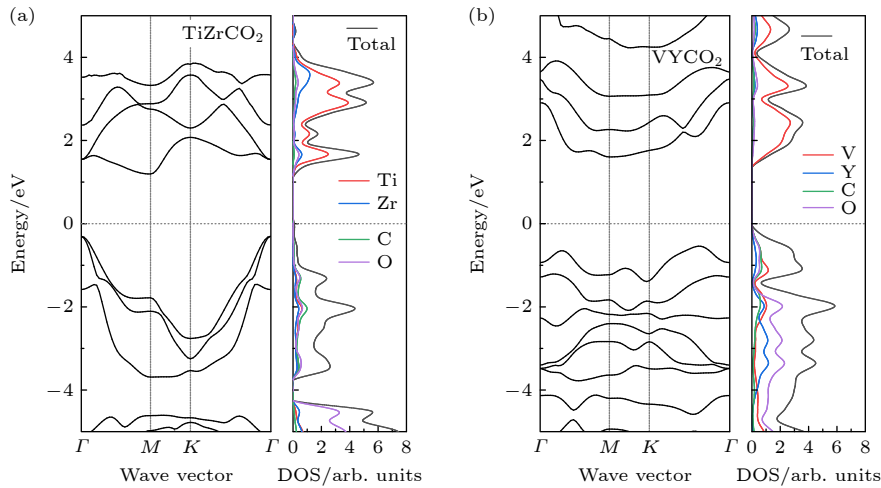 (a)
TiZrCO2
Total
Ti
Zr
C
O
4
2
0
−2
−4
Energy/eV
Γ
M
K
Γ
Wave vector
0
2
4
6
8
DOS/arb. units
(b)
VYCO2
Total
V
Y
C
O
4
2
0
−2
−4
Energy/eV
Γ
M
K
Γ
Wave vector
0
2
4
6
8
DOS/arb. units